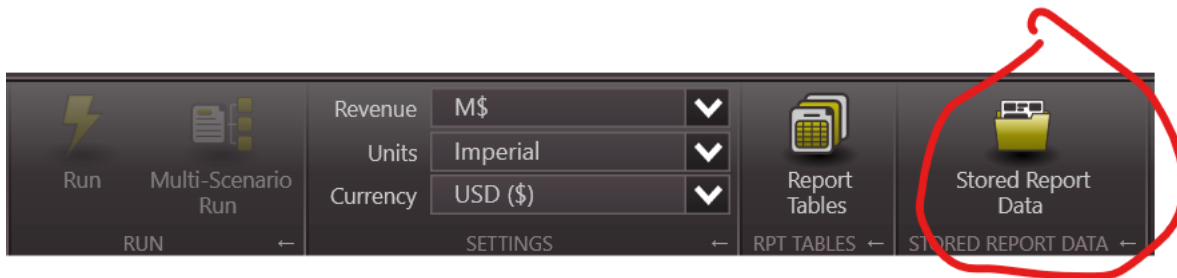 Run
Multi-Scenario
Run
RUN ←
Revenue M$
Units Imperial
Currency USD ($)
SETTINGS ←
Report
Tables
RPT TABLES ←
Stored Report
Data
STORED REPORT DATA ←